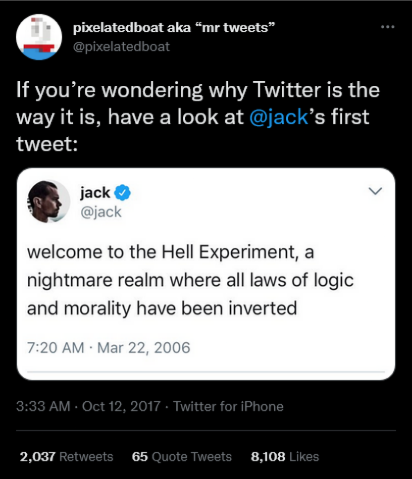 pixelatedboat aka “mr tweets”
@pixelatedboat
If you’re wondering why Twitter is the
way it is, have a look at @jack’s first
tweet:
jack
@jack
welcome to the Hell Experiment, a
nightmare realm where all laws of logic
and morality have been inverted
7:20 AM · Mar 22, 2006
3:33 AM · Oct 12, 2017 · Twitter for iPhone
2,037 Retweets 65 Quote Tweets 8,108 Likes